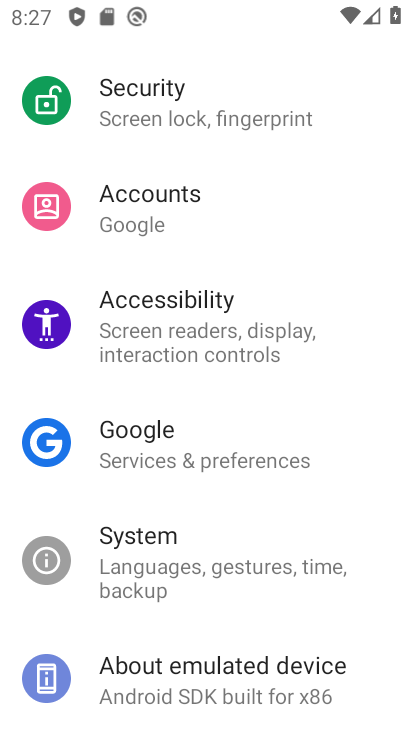 8:27
Security
Screen lock, fingerprint
Accounts
Google
Accessibility
Screen readers, display,
interaction controls
Google
Services & preferences
System
Languages, gestures, time,
backup
About emulated device
Android SDK built for x86